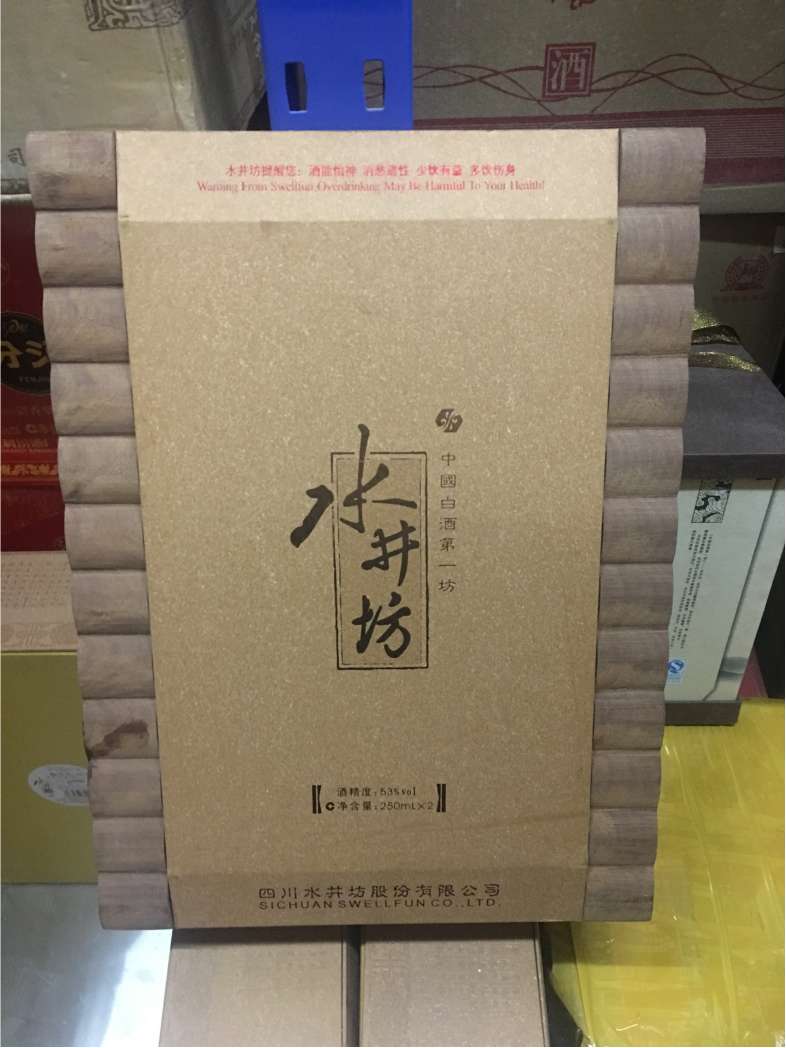 酒
水井坊提醒您：酒能怡神 消愁遣性 少饮有益 多饮伤身
Warning From Swellfun:Overdrinking May Be Harmful To Your Health!
中國白酒第一坊
水井坊
酒精度：53%vol
C净含量：250mL×2
四川水井坊股份有限公司
SICHUAN SWELLFUN CO.,LTD.